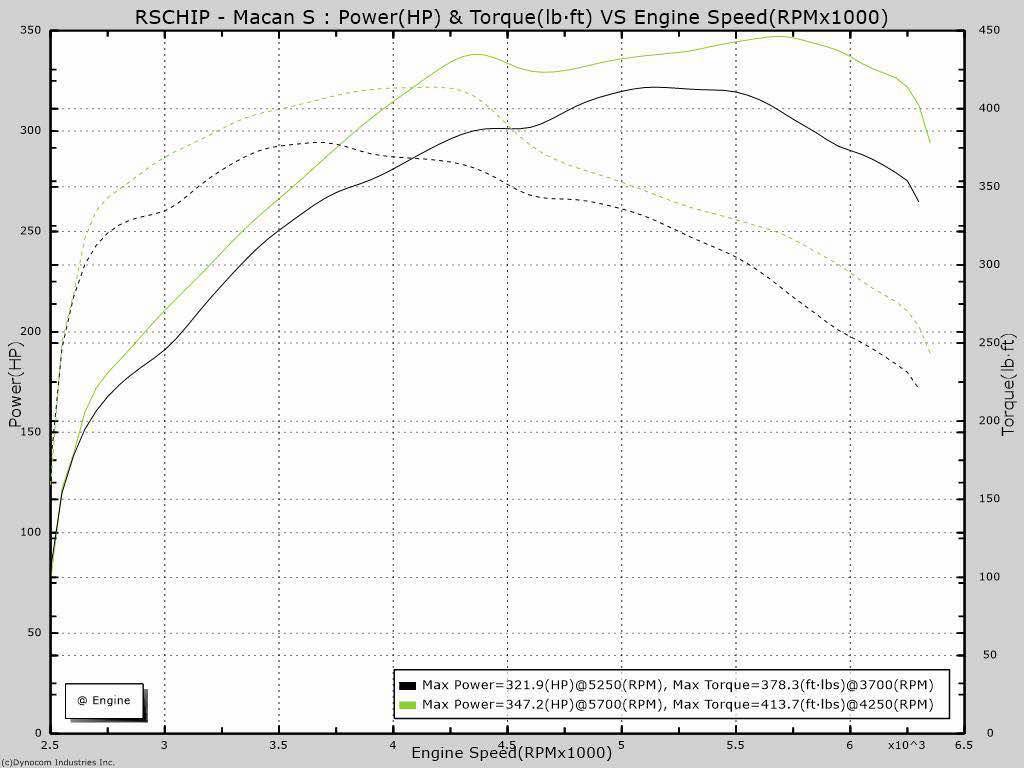 RSCHIP - Macan S : Power(HP) & Torque(lb·ft) VS Engine Speed(RPMx1000)
350
300
250
200
150
100
50
0
Power(HP)
450
400
350
300
250
200
150
100
50
0
Torque(lb·ft)
@ Engine
Max Power=321.9(HP)@5250(RPM), Max Torque=378.3(ft·lbs)@3700(RPM)
Max Power=347.2(HP)@5700(RPM), Max Torque=413.7(ft·lbs)@4250(RPM)
2.5 3 3.5 4 4.5 5 5.5 6 x10^3 6.5
Engine Speed(RPMx1000)
(c)Dynocom Industries Inc.